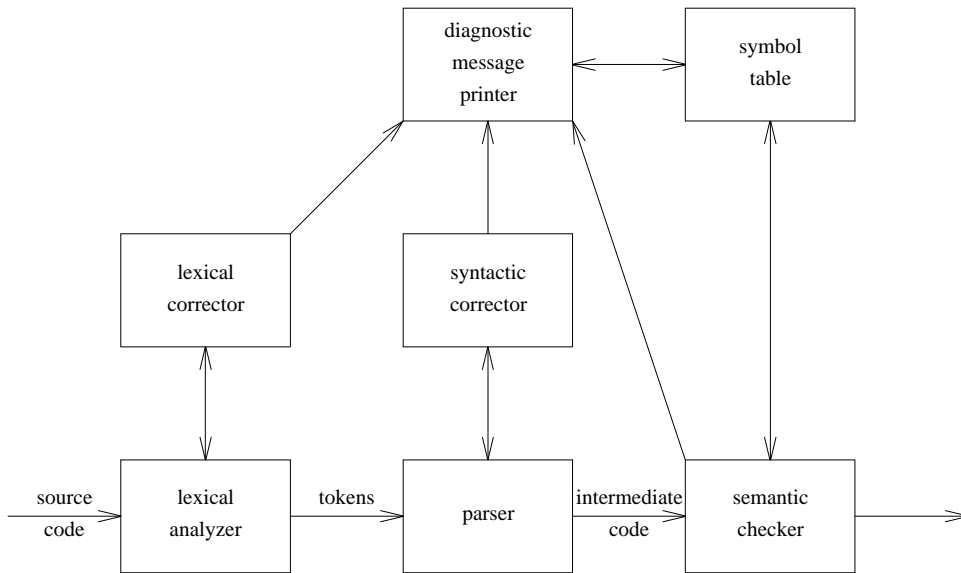 diagnostic
message
printer
symbol
table
lexical
corrector
syntactic
corrector
source
code
lexical
analyzer
tokens
parser
intermediate
code
semantic
checker